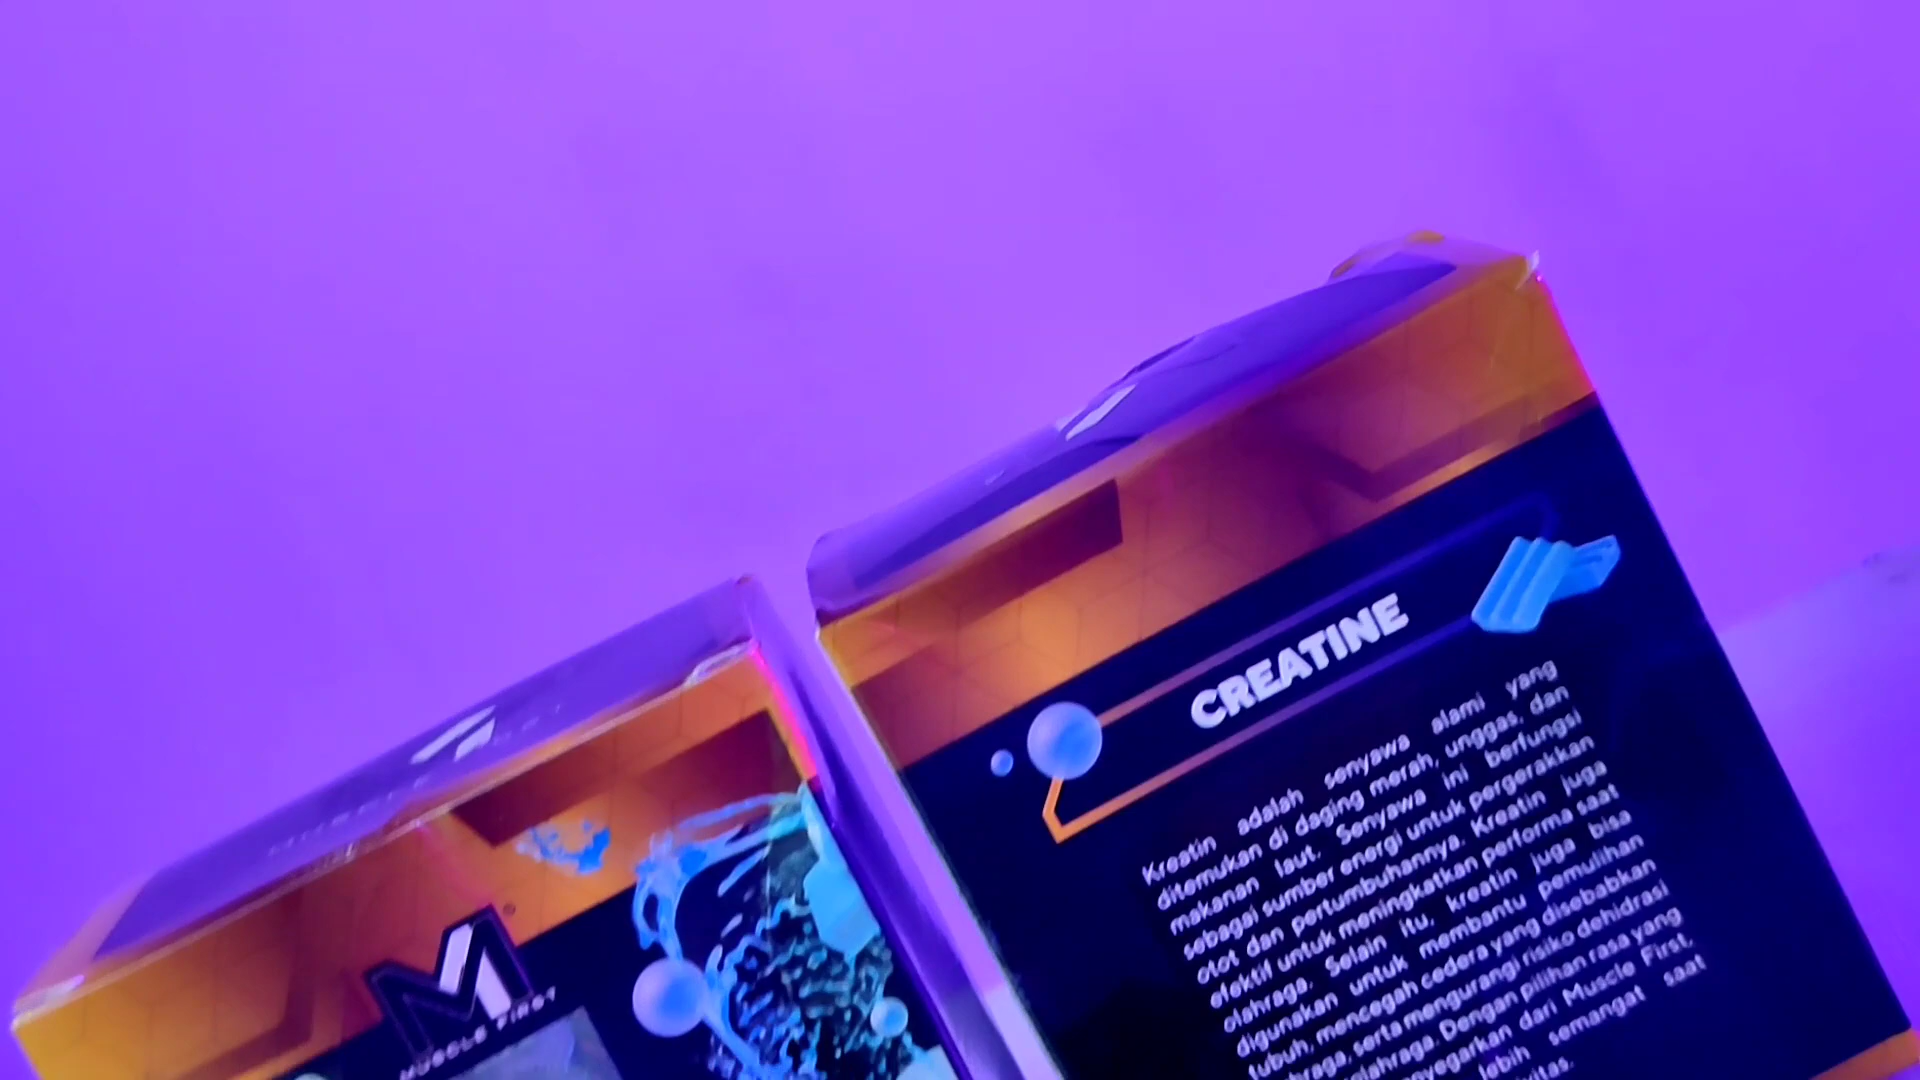 MUSCLE FIRST
CREATINE
Kreatin adalah senyawa alami yang
ditemukan di daging merah, unggas, dan
makanan laut. Senyawa ini berfungsi
sebagai sumber energi untuk pergerakkan
otot dan pertumbuhannya. Kreatin juga
efektif untuk meningkatkan performa saat
olahraga. Selain itu, kreatin juga bisa
digunakan untuk membantu pemulihan
tubuh, mencegah cedera yang disebabkan
serta mengurangi risiko dehidrasi
Dengan pilihan rasa yang
dari Muscle First,
lebih semangat saat